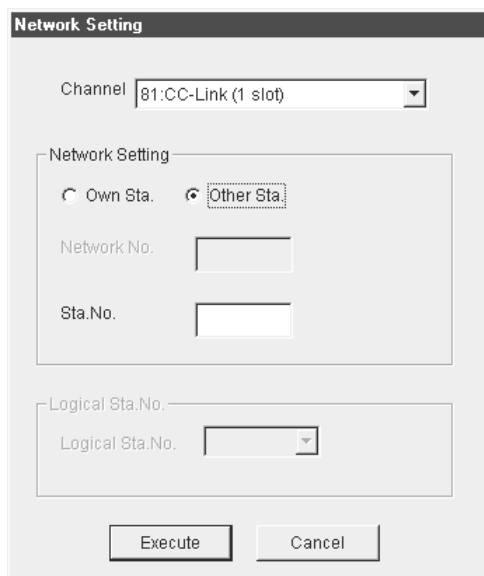 Network Setting
Channel 81:CC-Link (1 slot)
Network Setting
Own Sta. Other Sta.
Network No.
Sta.No.
Logical Sta.No.
Logical Sta.No.
Execute Cancel